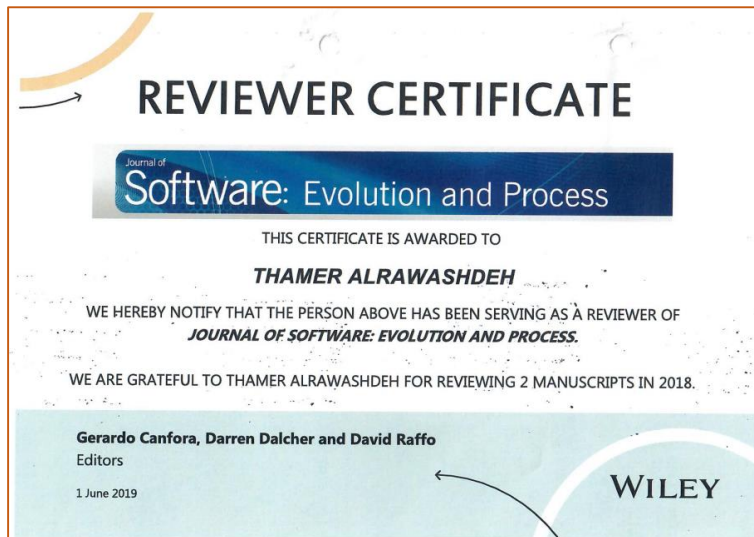 REVIEWER CERTIFICATE
Journal of
Software: Evolution and Process
THIS CERTIFICATE IS AWARDED TO
THAMER ALRAWASHDEH
WE HEREBY NOTIFY THAT THE PERSON ABOVE HAS BEEN SERVING AS A REVIEWER OF
JOURNAL OF SOFTWARE: EVOLUTION AND PROCESS.
WE ARE GRATEFUL TO THAMER ALRAWASHDEH FOR REVIEWING 2 MANUSCRIPTS IN 2018.
Gerardo Canfora, Darren Dalcher and David Raffo
Editors
1 June 2019
WILEY